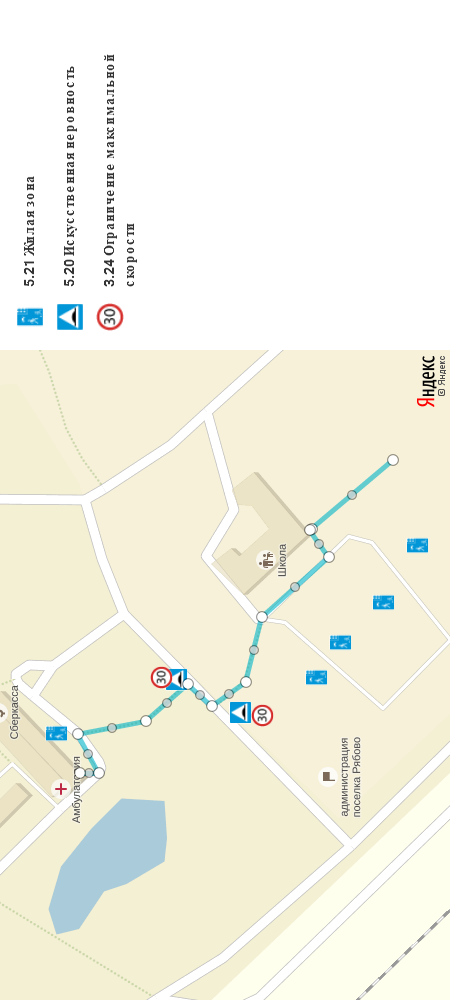 5.21 Жилая зона
5.20 Искусственная неровность
3.24 Ограничение максимальной
скорости
30
Яндекс
© Яндекс
Школа
Сберкасса
30
30
Амбулатория
администрация
поселка Рябово